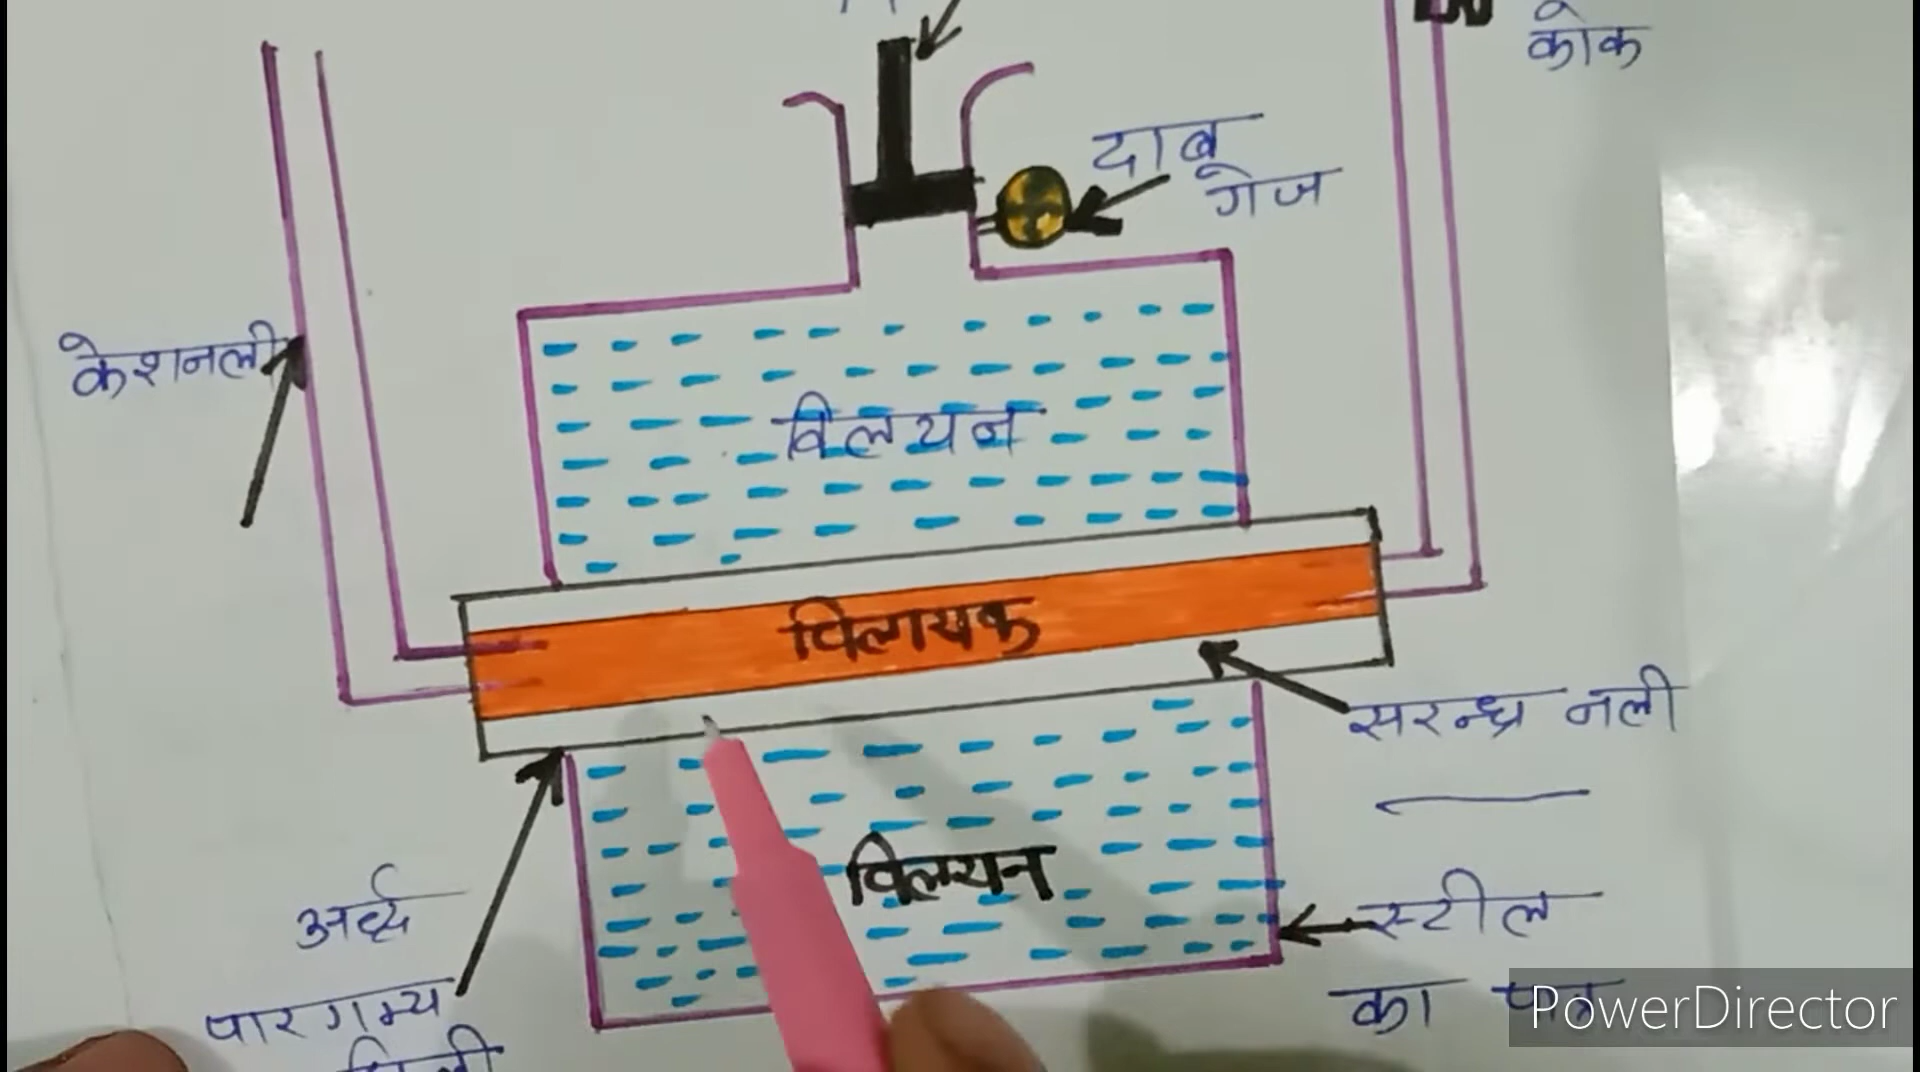 कोक
दाब
गेज
केशनली
विलयन
विलायक
सरन्ध्र नली
विलयन
अर्ध्द
स्टील
पारगम्य
का पात्र
PowerDirector